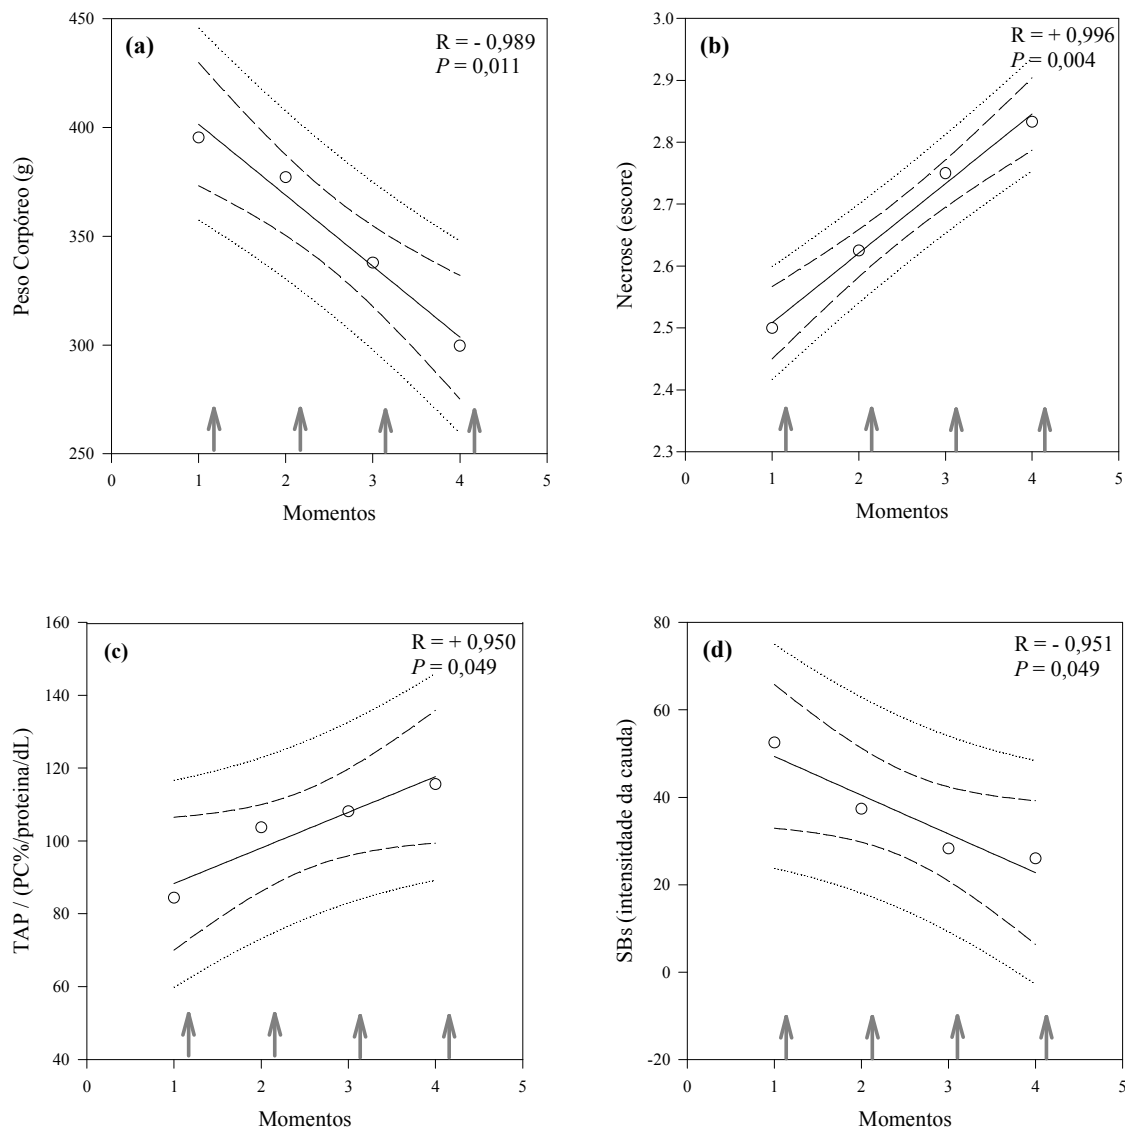 (a)
R = - 0,989
P = 0,011
450
400
350
300
250
Peso Corpóreo (g)
0 1 2 3 4 5
Momentos
(b)
R = + 0,996
P = 0,004
3.0
2.9
2.8
2.7
2.6
2.5
2.4
2.3
Necrose (escore)
0 1 2 3 4 5
Momentos
(c)
R = + 0,950
P = 0,049
160
140
120
100
80
60
40
TAP / (PC%/proteina/dL)
0 1 2 3 4 5
Momentos
(d)
R = - 0,951
P = 0,049
80
60
40
20
0
-20
SBs (intensitdade da cauda)
0 1 2 3 4 5
Momentos